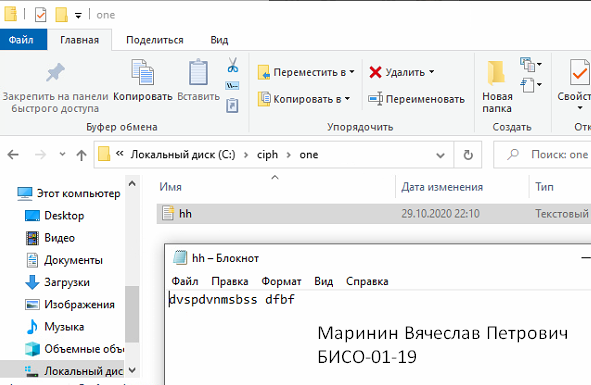 one
Файл
Главная
Поделиться
Вид
Закрепить на панели
быстрого доступа
Копировать
Вставить
Переместить в
Копировать в
Удалить
Переименовать
Новая
папка
Свойст
Буфер обмена
Упорядочить
Создать
Отк
« Локальный диск (C:) › ciph › one
Поиск: one
Этот компьютер
Desktop
Видео
Документы
Загрузки
Изображения
Музыка
Объемные объе
Локальный дис
Имя
Дата изменения
Тип
hh
29.10.2020 22:10
Текстовый
hh – Блокнот
Файл Правка Формат Вид Справка
dvspdvnmsbss dfbf
Маринин Вячеслав Петрович
БИСО-01-19